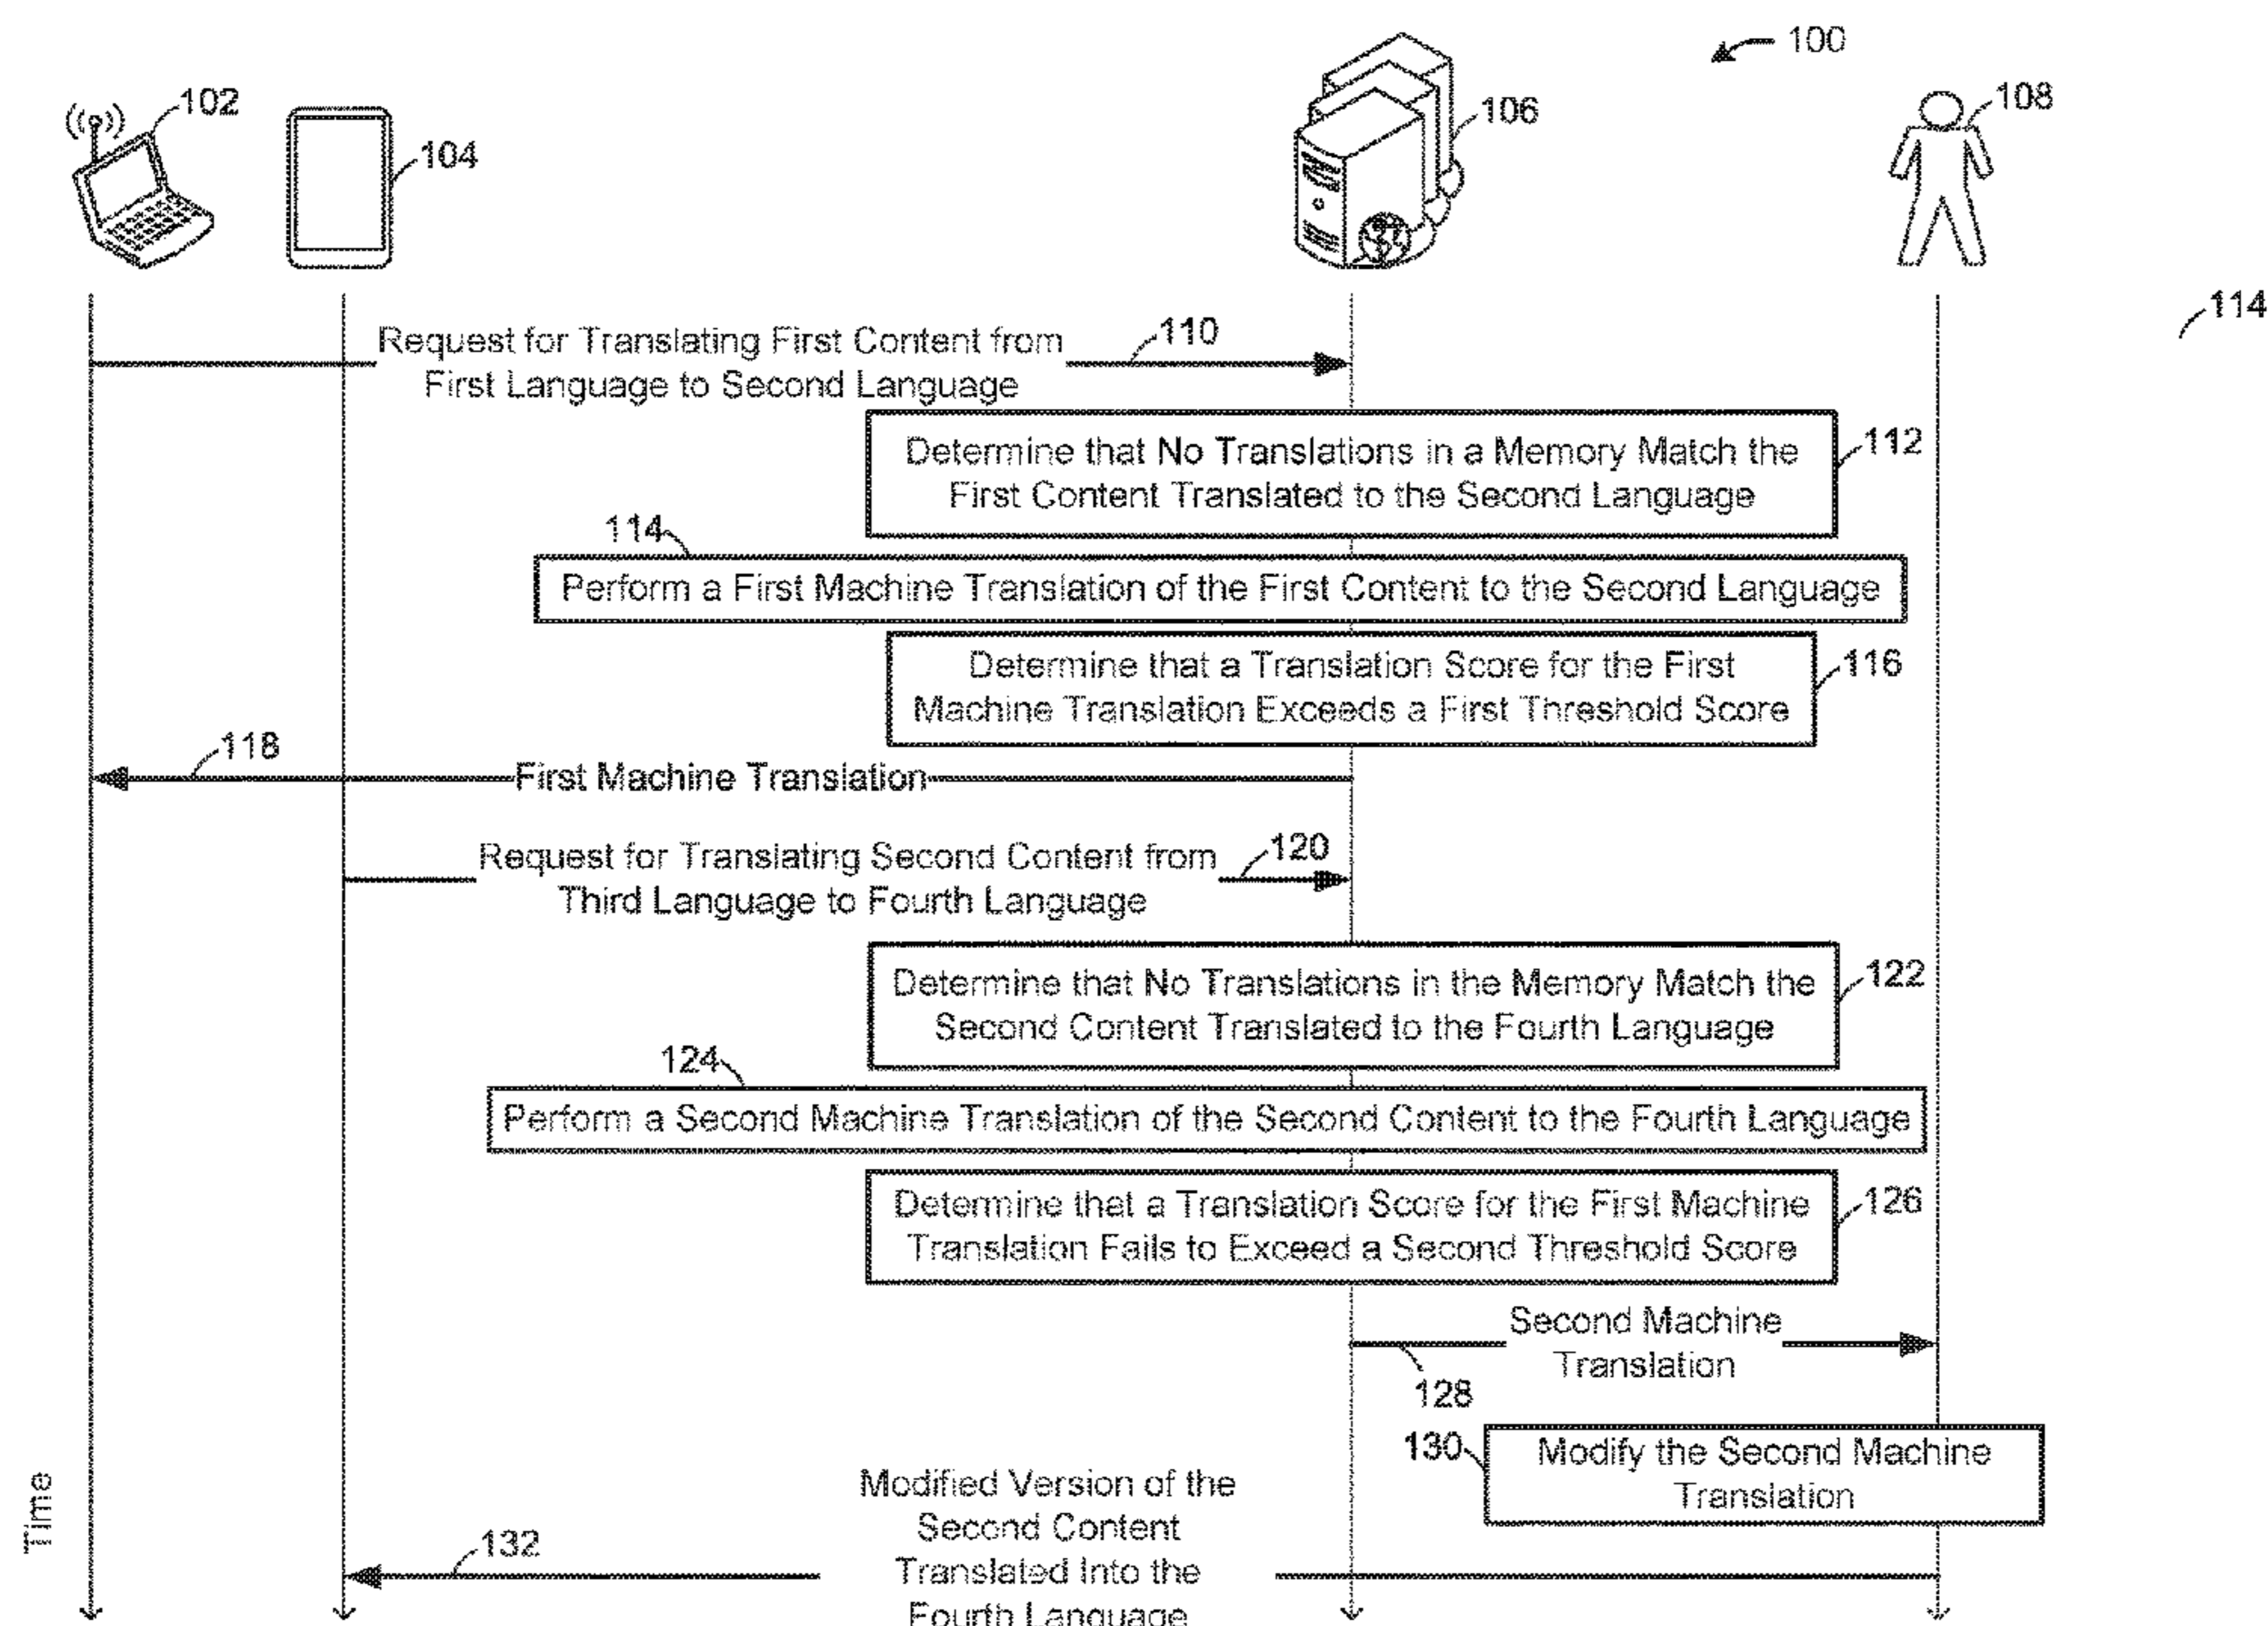 100
102
104
106
108
114
Request for Translating First Content from
First Language to Second Language
110
Determine that No Translations in a Memory Match the
First Content Translated to the Second Language
112
114
Perform a First Machine Translation of the First Content to the Second Language
Determine that a Translation Score for the First
Machine Translation Exceeds a First Threshold Score
116
118
First Machine Translation
Request for Translating Second Content from
Third Language to Fourth Language
120
Determine that No Translations in the Memory Match the
Second Content Translated to the Fourth Language
122
124
Perform a Second Machine Translation of the Second Content to the Fourth Language
Determine that a Translation Score for the First Machine
Translation Fails to Exceed a Second Threshold Score
126
Second Machine
Translation
128
130
Modify the Second Machine
Translation
Modified Version of the
Second Content
Translated Into the
Fourth Language
132
Time